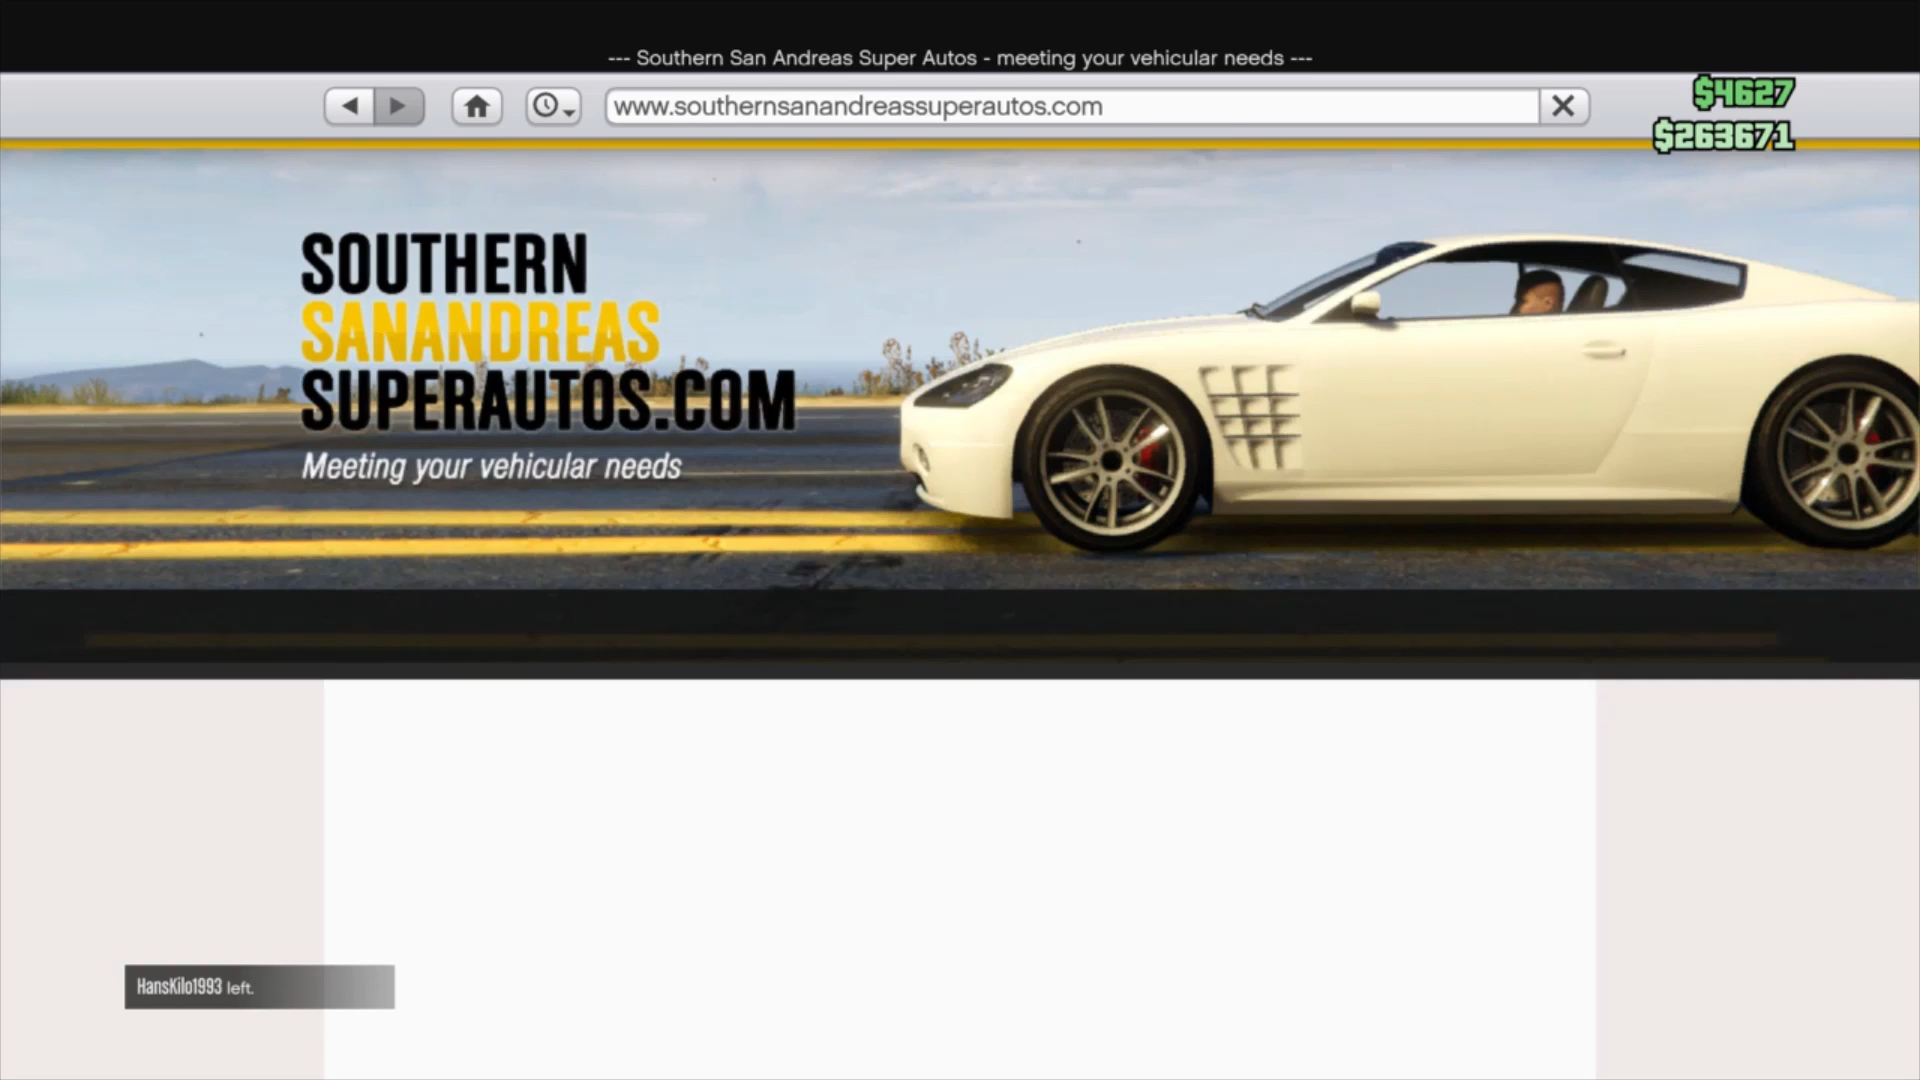 --- Southern San Andreas Super Autos - meeting your vehicular needs ---
www.southernsanandreassuperautos.com
$4627
$263671
SOUTHERN
SANANDREAS
SUPERAUTOS.COM
Meeting your vehicular needs
HansKilo1993 left.